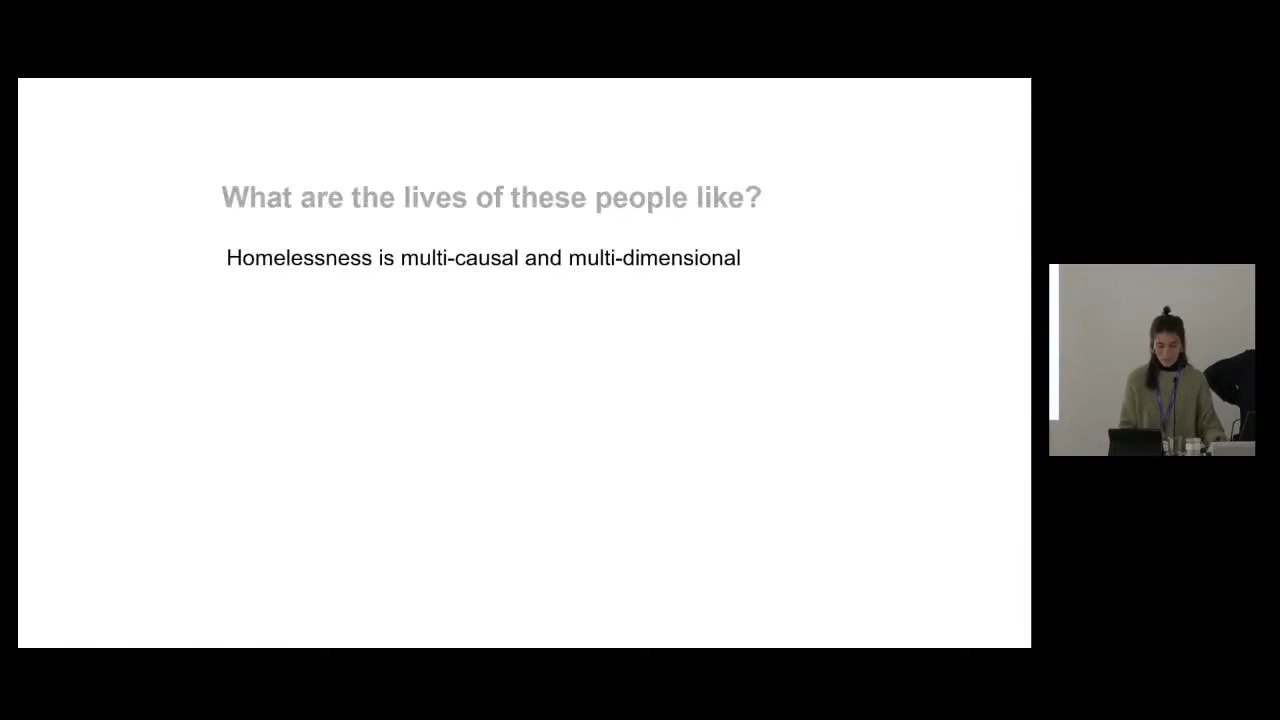 What are the lives of these people like?
Homelessness is multi-causal and multi-dimensional